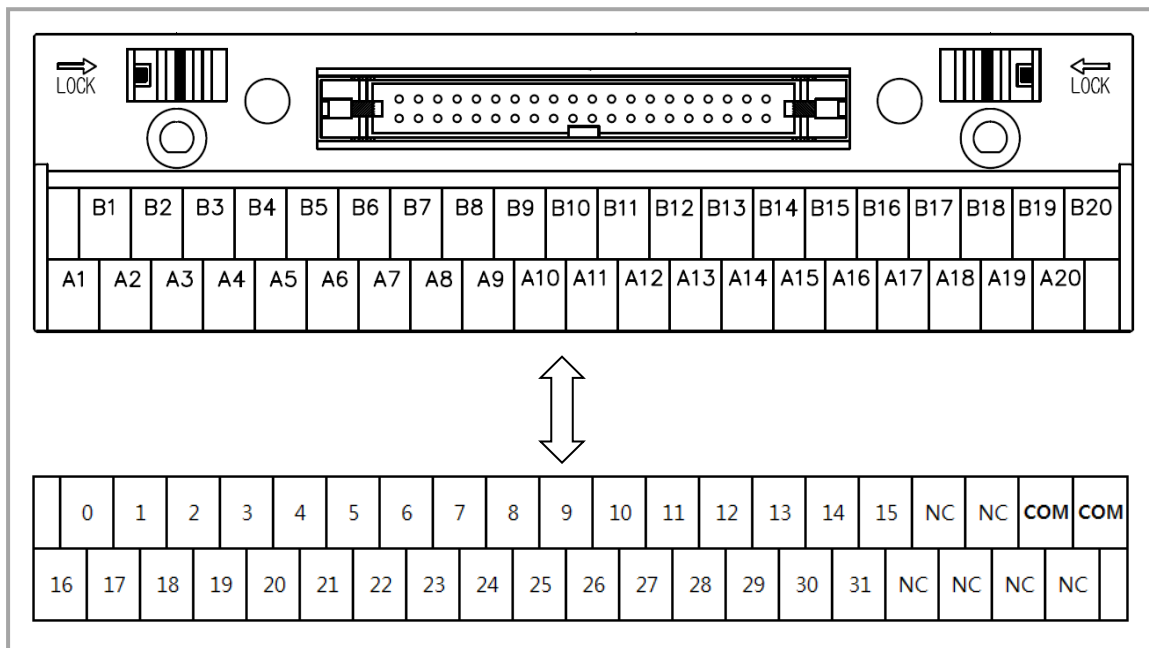 LOCK LOCK
B1 B2 B3 B4 B5 B6 B7 B8 B9 B10 B11 B12 B13 B14 B15 B16 B17 B18 B19 B20
A1 A2 A3 A4 A5 A6 A7 A8 A9 A10 A11 A12 A13 A14 A15 A16 A17 A18 A19 A20
0 1 2 3 4 5 6 7 8 9 10 11 12 13 14 15 NC NC COM COM
16 17 18 19 20 21 22 23 24 25 26 27 28 29 30 31 NC NC NC NC